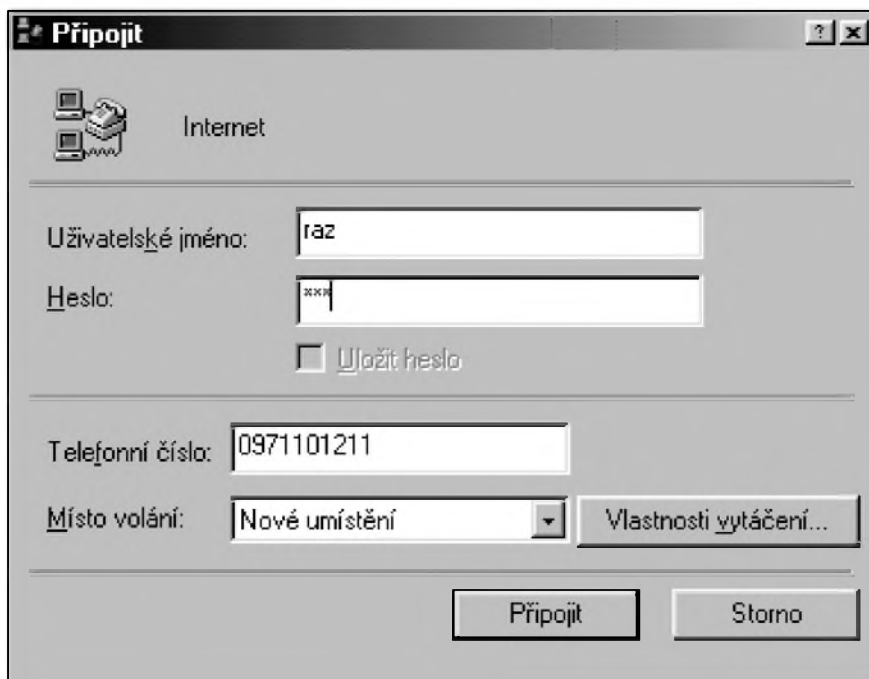 Připojit
Internet
Uživatelské jméno: raz
Heslo: ***
Uložit heslo
Telefonní číslo: 0971101211
Místo volání: Nové umístění Vlastnosti vytáčení...
Připojit Storno